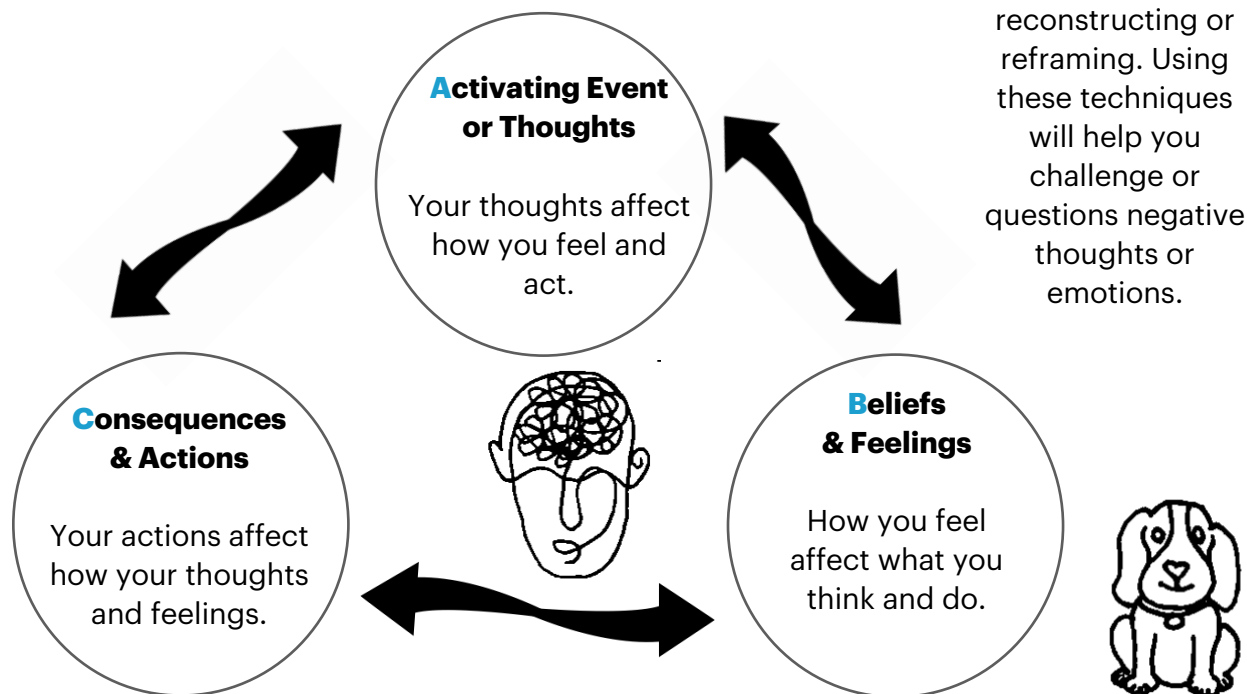 Activating Event
or Thoughts
Your thoughts affect
how you feel and
act.
reconstructing or
reframing. Using
these techniques
will help you
challenge or
questions negative
thoughts or
emotions.
Consequences
& Actions
Your actions affect
how your thoughts
and feelings.
Beliefs
& Feelings
How you feel
affect what you
think and do.